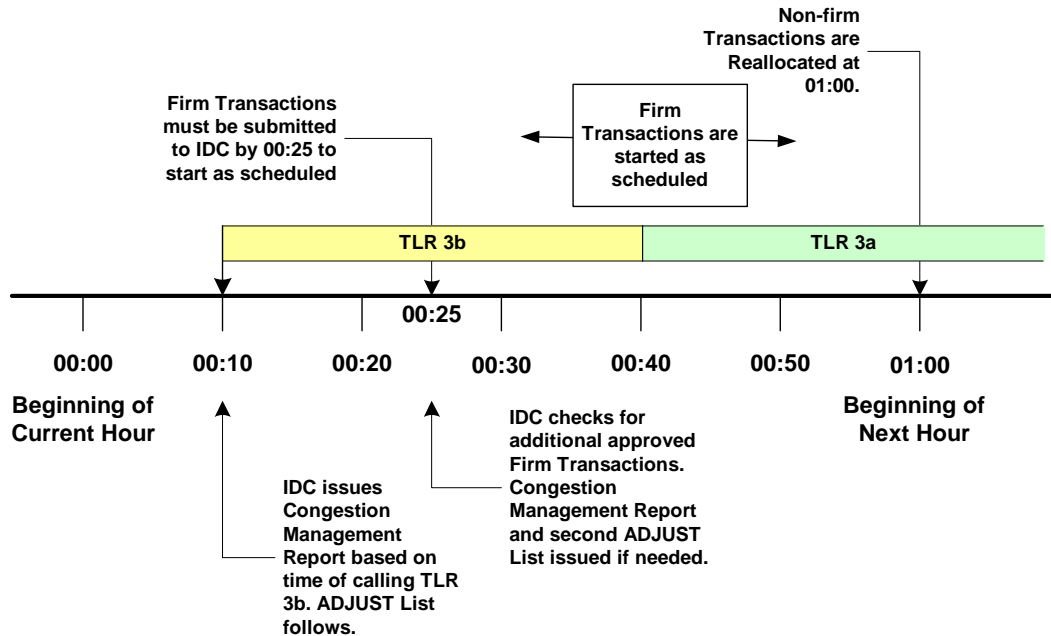 Non-firm
Transactions are
Reallocated at
01:00.
Firm Transactions
must be submitted
to IDC by 00:25 to
start as scheduled
Firm
Transactions are
started as
scheduled
TLR 3b
TLR 3a
00:25
00:00
00:10
00:20
00:30
00:40
00:50
01:00
Beginning of
Current Hour
Beginning of
Next Hour
IDC issues
Congestion
Management
Report based on
time of calling TLR
3b. ADJUST List
follows.
IDC checks for
additional approved
Firm Transactions.
Congestion
Management Report
and second ADJUST
List issued if needed.